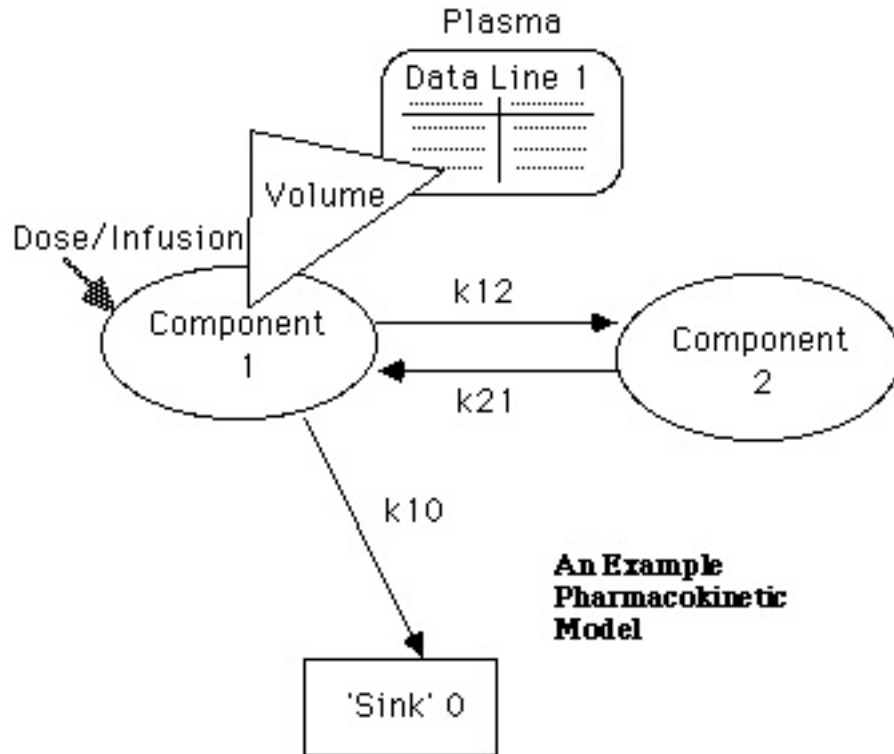 Plasma
Data Line 1
Volume
Dose/Infusion
Component
1
k12
k21
Component
2
k10
An Example
Pharmacokinetic
Model
'Sink' 0